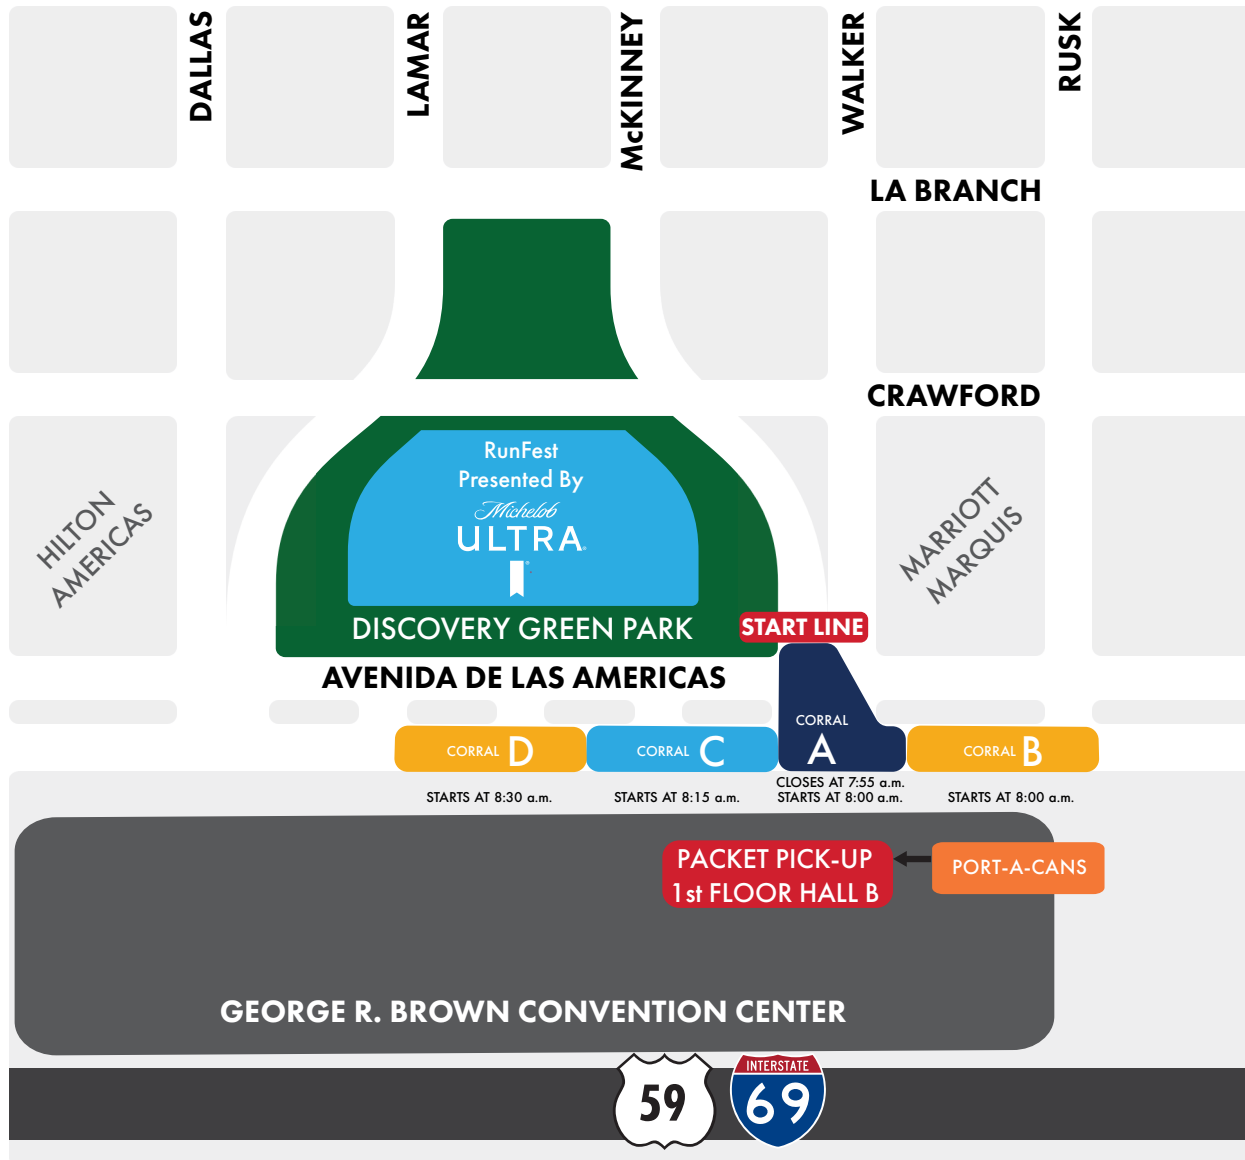 DALLAS
LAMAR
McKINNEY
WALKER
RUSK
LA BRANCH
CRAWFORD
RunFest
Presented By
Michelob
ULTRA
HILTON
AMERICAS
MARRIOTT
MARQUIS
DISCOVERY GREEN PARK
START LINE
AVENIDA DE LAS AMERICAS
CORRAL D
CORRAL C
CORRAL
A
CORRAL B
CLOSES AT 7:55 a.m.
STARTS AT 8:30 a.m.
STARTS AT 8:15 a.m.
STARTS AT 8:00 a.m.
STARTS AT 8:00 a.m.
PACKET PICK-UP
1st FLOOR HALL B
PORT-A-CANS
GEORGE R. BROWN CONVENTION CENTER
59
INTERSTATE
69